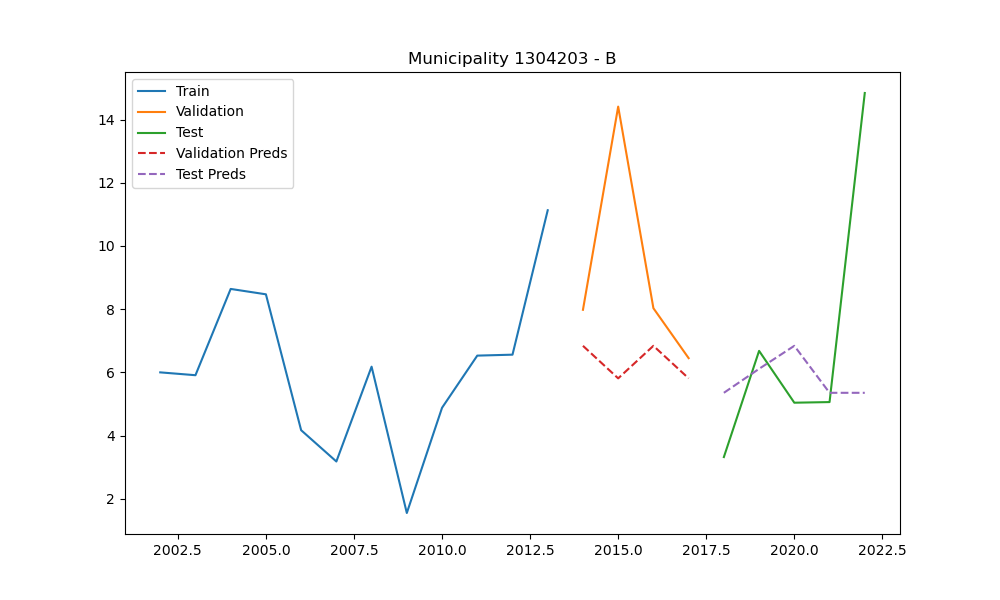 Municipality 1304203 - B
Train
Validation
Test
Validation Preds
Test Preds
14
12
10
8
6
4
2
2002.5 2005.0 2007.5 2010.0 2012.5 2015.0 2017.5 2020.0 2022.5